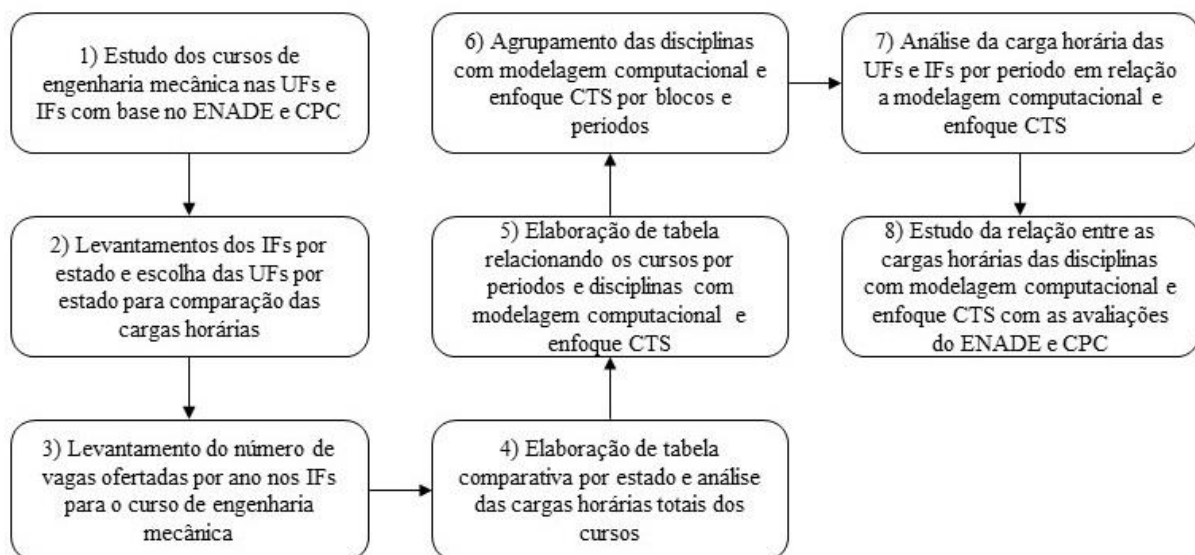 1) Estudo dos cursos de
engenharia mecânica nas UFs e
IFs com base no ENADE e CPC
2) Levantamentos dos IFs por
estado e escolha das UFs por
estado para comparação das
cargas horárias
3) Levantamento do número de
vagas ofertadas por ano nos IFs
para o curso de engenharia
mecânica
4) Elaboração de tabela
comparativa por estado e análise
das cargas horárias totais dos
cursos
5) Elaboração de tabela
relacionando os cursos por
períodos e disciplinas com
modelagem computacional e
enfoque CTS
6) Agrupamento das disciplinas
com modelagem computacional e
enfoque CTS por blocos e
períodos
7) Análise da carga horária das
UFs e IFs por período em relação
a modelagem computacional e
enfoque CTS
8) Estudo da relação entre as
cargas horárias das disciplinas
com modelagem computacional e
enfoque CTS com as avaliações
do ENADE e CPC